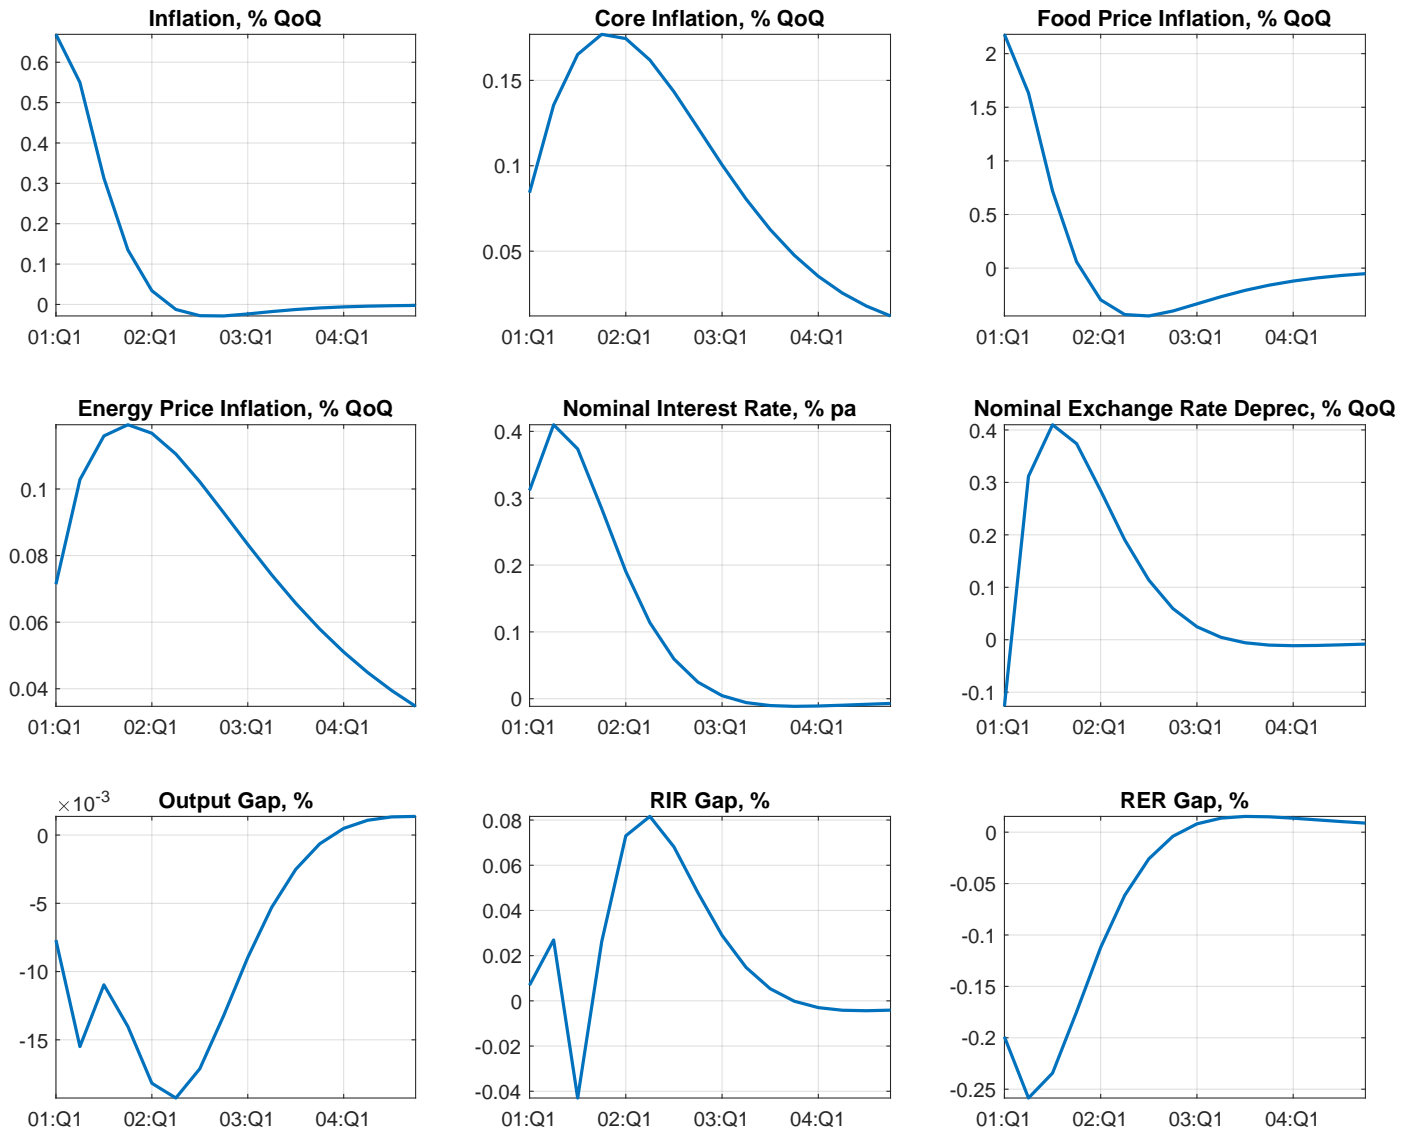 Inflation, % QoQ
0.6
0.5
0.4
0.3
0.2
0.1
0
01:Q1 02:Q1 03:Q1 04:Q1
Core Inflation, % QoQ
0.15
0.1
0.05
01:Q1 02:Q1 03:Q1 04:Q1
Food Price Inflation, % QoQ
2
1.5
1
0.5
0
01:Q1 02:Q1 03:Q1 04:Q1
Energy Price Inflation, % QoQ
0.1
0.08
0.06
0.04
01:Q1 02:Q1 03:Q1 04:Q1
Nominal Interest Rate, % pa
0.4
0.3
0.2
0.1
0
01:Q1 02:Q1 03:Q1 04:Q1
Nominal Exchange Rate Deprec, % QoQ
0.4
0.3
0.2
0.1
0
-0.1
01:Q1 02:Q1 03:Q1 04:Q1
×10-3
Output Gap, %
0
-5
-10
-15
01:Q1 02:Q1 03:Q1 04:Q1
RIR Gap, %
0.08
0.06
0.04
0.02
0
-0.02
-0.04
01:Q1 02:Q1 03:Q1 04:Q1
RER Gap, %
0
-0.05
-0.1
-0.15
-0.2
-0.25
01:Q1 02:Q1 03:Q1 04:Q1